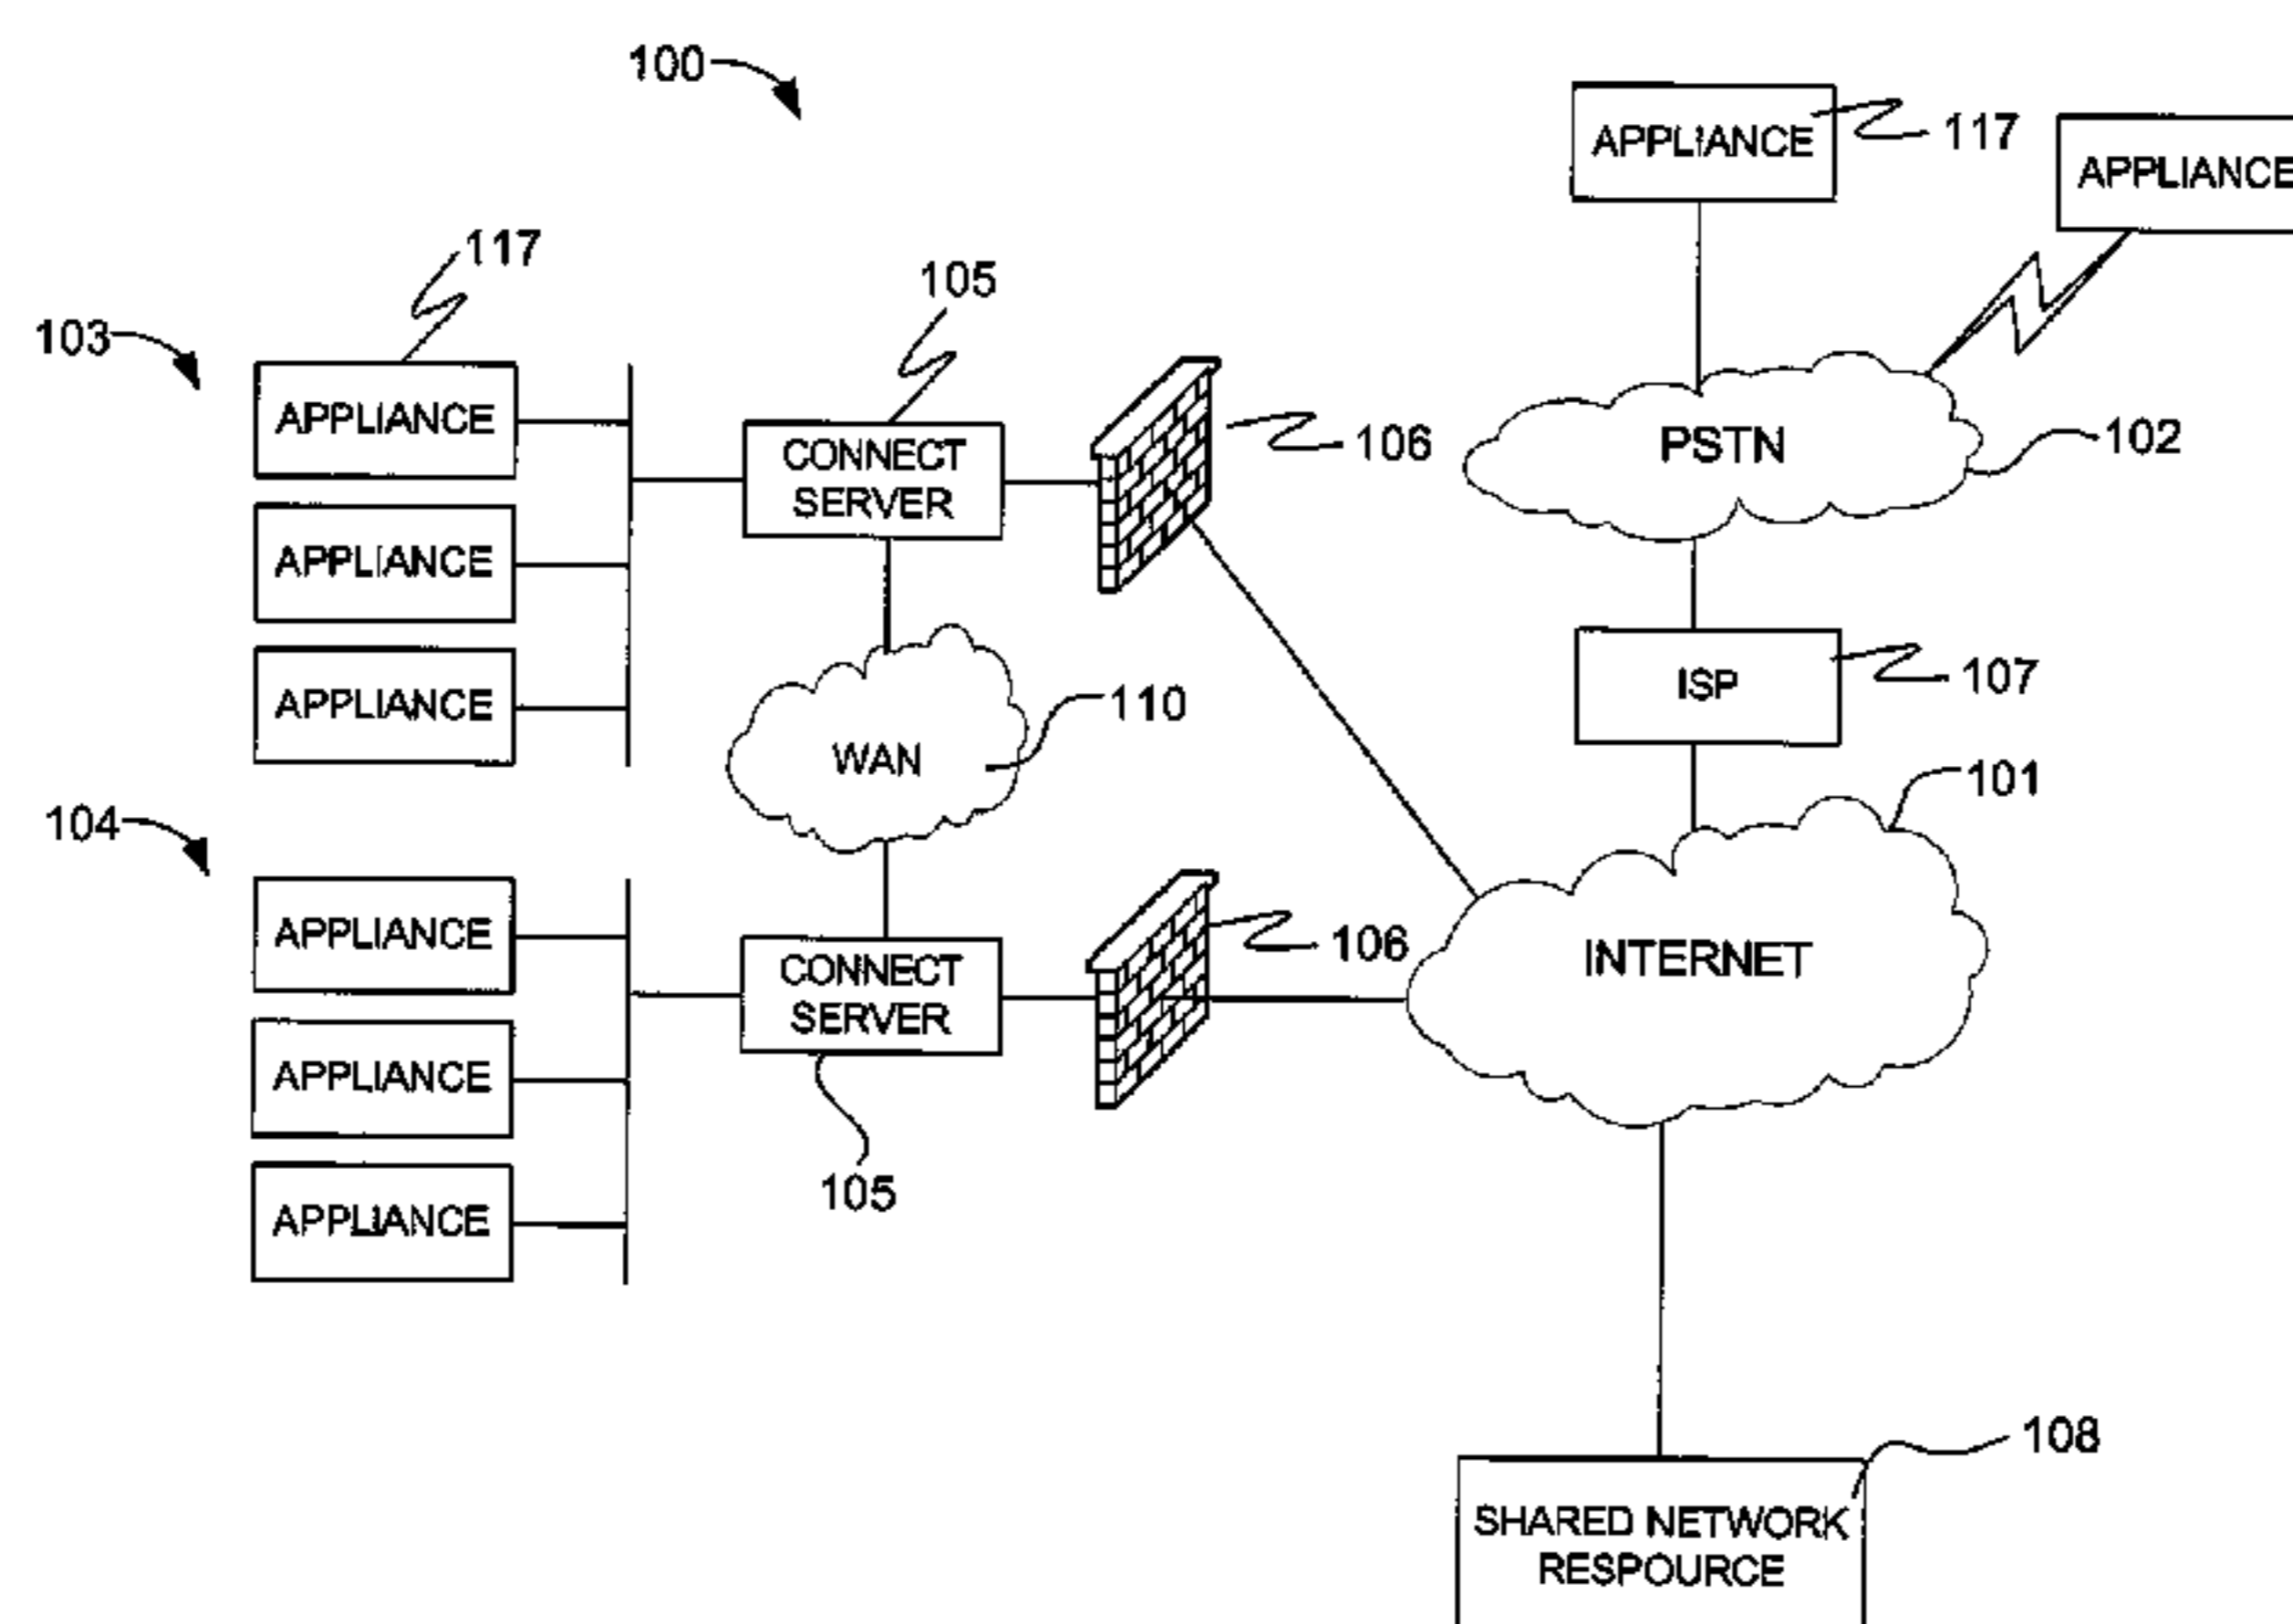 100
APPLIANCE
117
APPLIANCE
117
105
103
APPLIANCE
CONNECT
SERVER
106
PSTN
102
APPLIANCE
APPLIANCE
ISP
107
WAN
110
101
104
APPLIANCE
CONNECT
SERVER
106
INTERNET
APPLIANCE
105
APPLIANCE
108
SHARED NETWORK
RESPOURCE